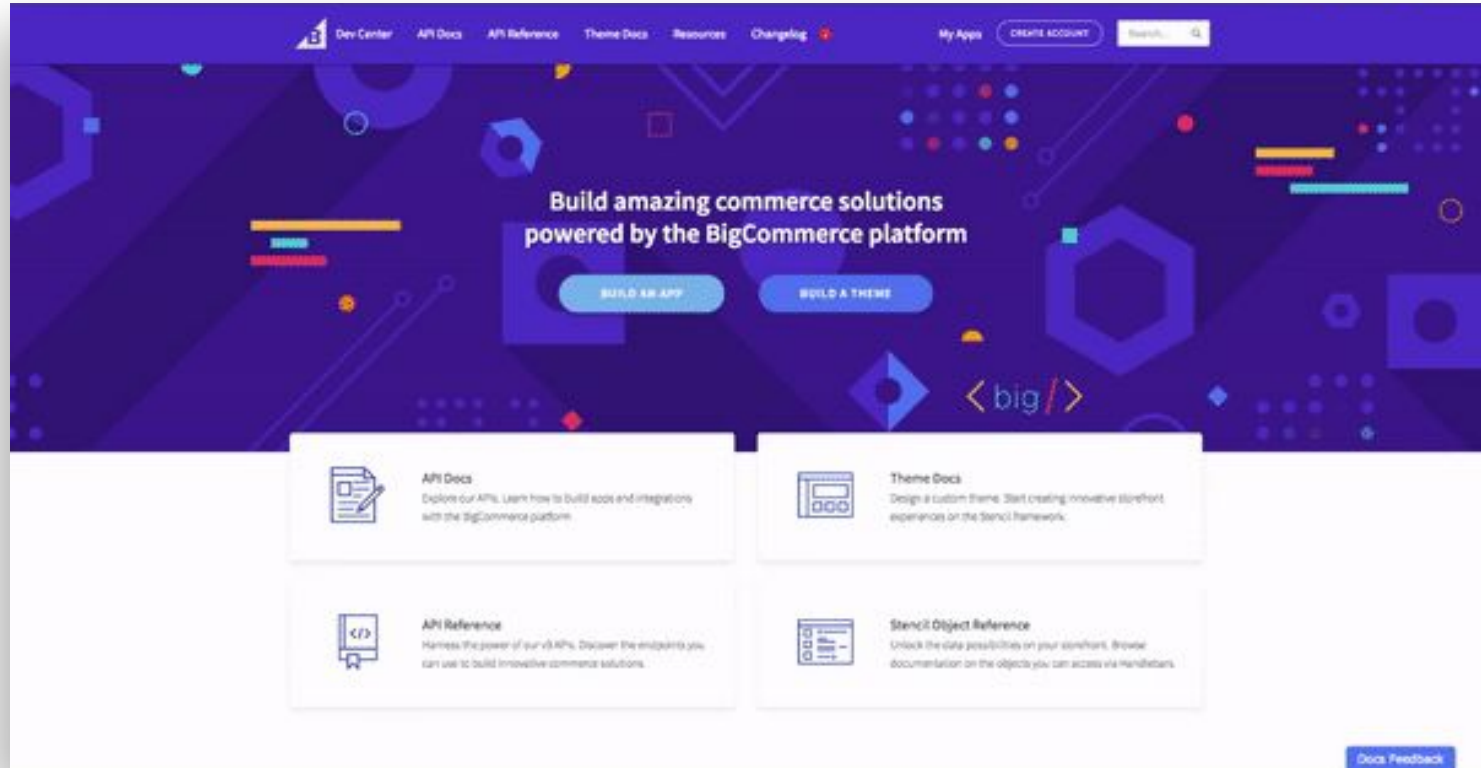 B
Dev Center API Docs API Reference Theme Docs Resources Changelog My Apps CREATE ACCOUNT Search...
Build amazing commerce solutions
powered by the BigCommerce platform
BUILD AN APP BUILD A THEME
<big/>
API Docs
Explore our APIs. Learn how to build apps and integrations
with the BigCommerce platform
Theme Docs
Design a custom theme. Start creating innovative storefront
experiences on the Stencil framework.
API Reference
Harness the power of our v3 APIs. Discover the endpoints you
can use to build innovative commerce solutions.
Stencil Object Reference
Unlock the data possibilities on your storefront. Browse
documentation on the objects you can access via Handlebars.
Docs Feedback